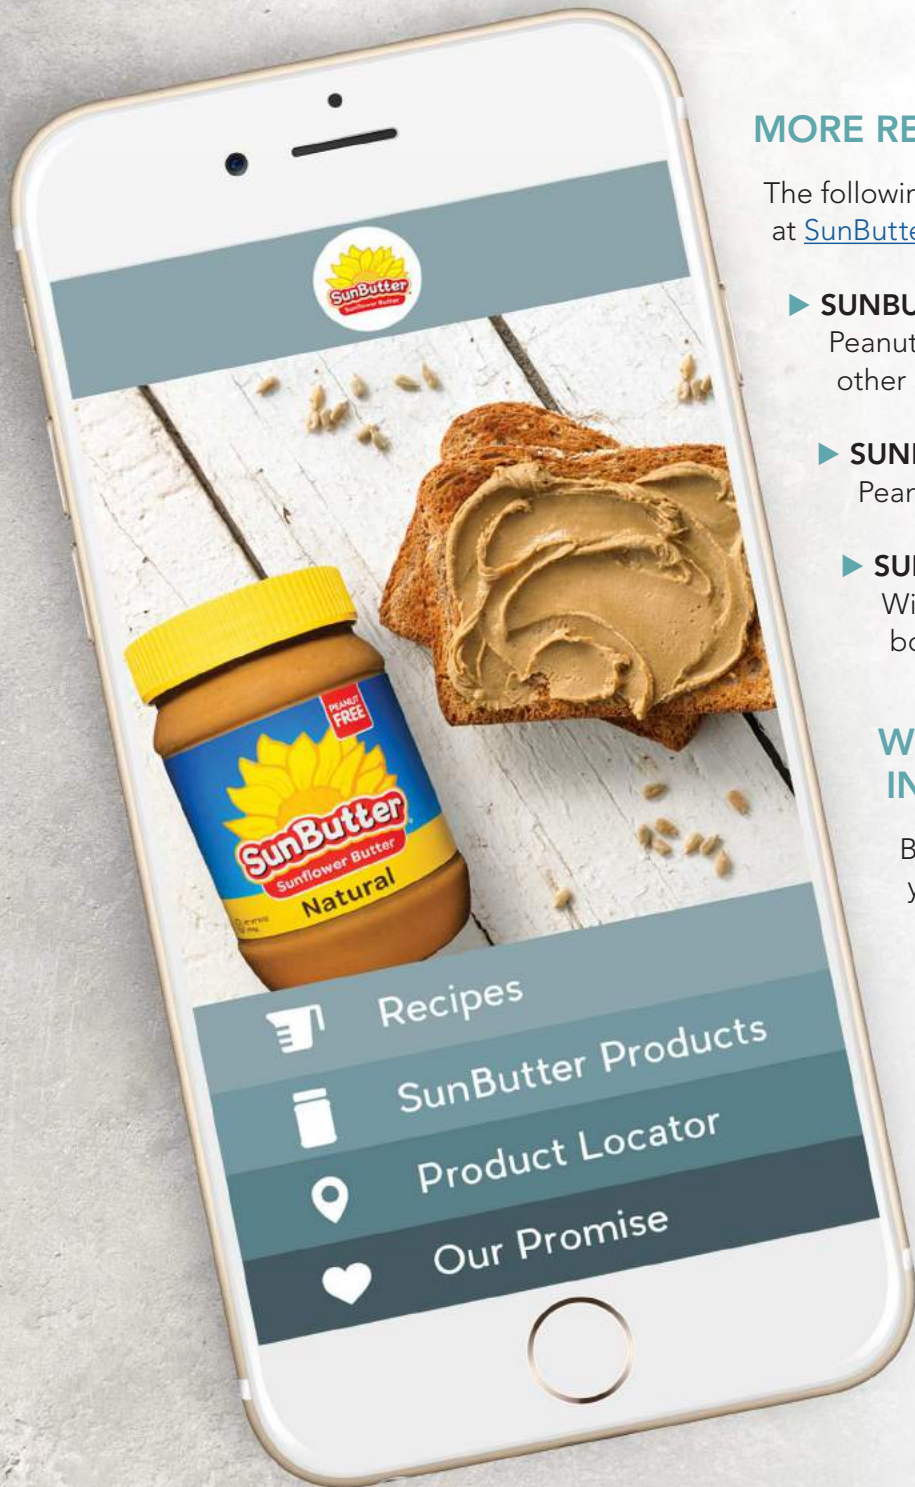 SunButter
Sunflower Butter
PEANUT
FREE
SunButter
Sunflower Butter
Natural
Recipes
SunButter Products
Product Locator
Our Promise
MORE RE
The followin
at SunButte
SUNBU
Peanut
other
SUN
Pear
SU
Wi
bo
W
IN
B
y